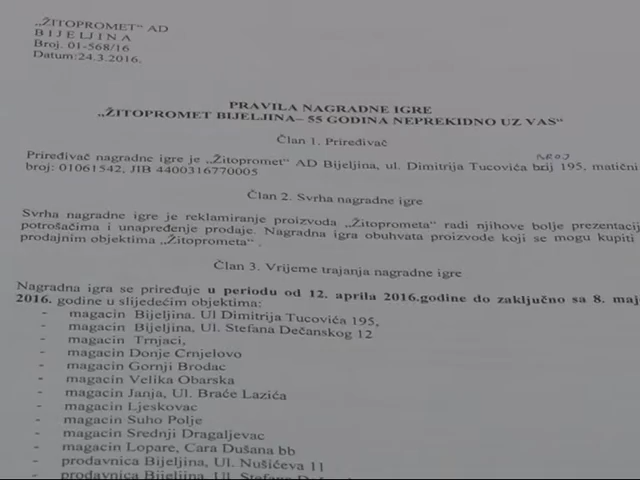 „ŽITOPROMET“ AD
B I J E LJ I N A
Broj. 01-568/16
Datum:24.3.2016.
PRAVILA NAGRADNE IGRE
„ŽITOPROMET BIJELJINA– 55 GODINA NEPREKIDNO UZ VAS“
Član 1. Priređivač
BROJ
Priređivač nagradne igre je „Žitopromet“ AD Bijeljina, ul. Dimitrija Tucovića brij 195, matični
broj: 01061542, JIB 4400316770005
Član 2. Svrha nagradne igre
Svrha nagradne igre je reklamiranje proizvoda „Žitoprometa“ radi njihove bolje prezentacij
potrošačima i unapređenje prodaje. Nagradna igra obuhvata proizvode koji se mogu kupiti
prodajnim objektima „Žitoprometa“ .
Član 3. Vrijeme trajanja nagradne igre
Nagradna igra se priređuje u periodu od 12. aprila 2016.godine do zaključno sa 8. maj
2016. godine u slijedećim objektima:
- magacin Bijeljina. Ul Dimitrija Tucovića 195,
- magacin Bijeljina. Ul. Stefana Dečanskog 12
- magacin Trnjaci,
- magacin Donje Crnjelovo
- magacin Gornji Brodac
- magacin Velika Obarska
- magacin Janja, Ul. Braće Lazića
- magacin Ljeskovac
- magacin Suho Polje
- magacin Srednji Dragaljevac
- magacin Lopare, Cara Dušana bb
- prodavnica Bijeljina, Ul. Nušićeva 11
- prodavnica Bijeljina, Ul. Stefana